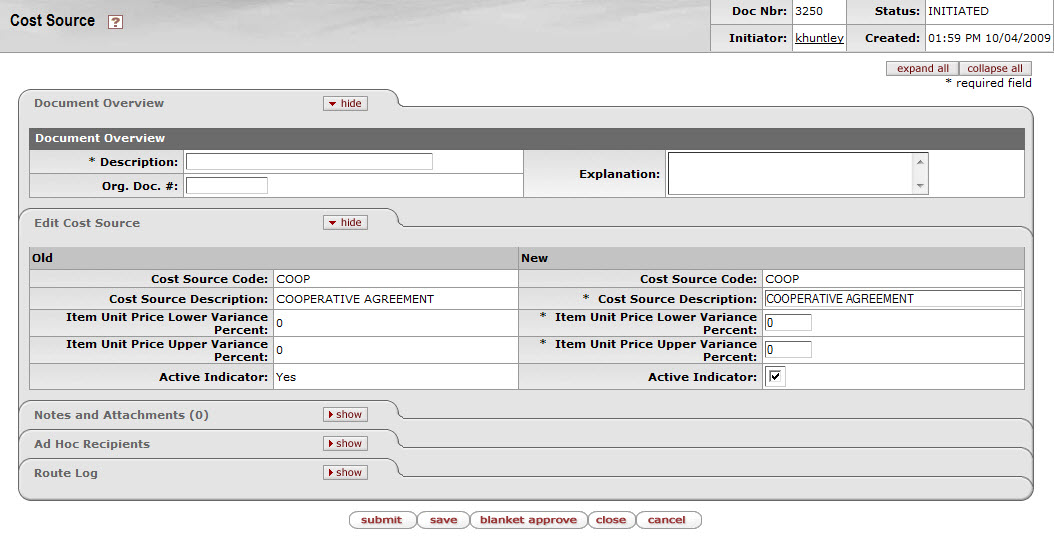 Cost Source ?
Doc Nbr: 3250 Status: INITIATED
Initiator: khuntley Created: 01:59 PM 10/04/2009
expand all collapse all
* required field
Document Overview hide
Document Overview
* Description:
Explanation:
Org. Doc. #:
Edit Cost Source hide
Old New
Cost Source Code: COOP Cost Source Code: COOP
Cost Source Description: COOPERATIVE AGREEMENT * Cost Source Description: COOPERATIVE AGREEMENT
Item Unit Price Lower Variance Percent: 0 * Item Unit Price Lower Variance Percent: 0
Item Unit Price Upper Variance Percent: 0 * Item Unit Price Upper Variance Percent: 0
Active Indicator: Yes Active Indicator:
Notes and Attachments (0) show
Ad Hoc Recipients show
Route Log show
submit save blanket approve close cancel